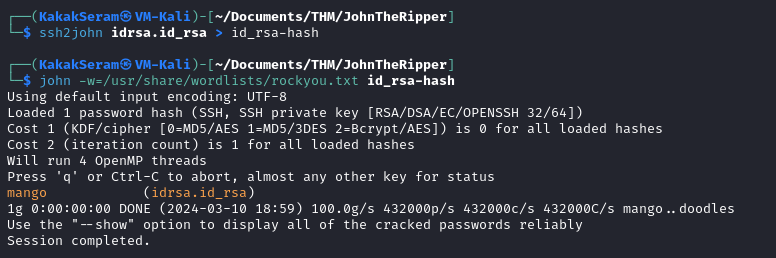 ┌──(KakakSeram㉿VM-Kali)-[~/Documents/THM/JohnTheRipper]
└─$ ssh2john idrsa.id_rsa > id_rsa-hash
┌──(KakakSeram㉿VM-Kali)-[~/Documents/THM/JohnTheRipper]
└─$ john -w=/usr/share/wordlists/rockyou.txt id_rsa-hash
Using default input encoding: UTF-8
Loaded 1 password hash (SSH, SSH private key [RSA/DSA/EC/OPENSSH 32/64])
Cost 1 (KDF/cipher [0=MD5/AES 1=MD5/3DES 2=Bcrypt/AES]) is 0 for all loaded hashes
Cost 2 (iteration count) is 1 for all loaded hashes
Will run 4 OpenMP threads
Press 'q' or Ctrl-C to abort, almost any other key for status
mango            (idrsa.id_rsa)
1g 0:00:00:00 DONE (2024-03-10 18:59) 100.0g/s 432000p/s 432000c/s 432000C/s mango..doodles
Use the "--show" option to display all of the cracked passwords reliably
Session completed.